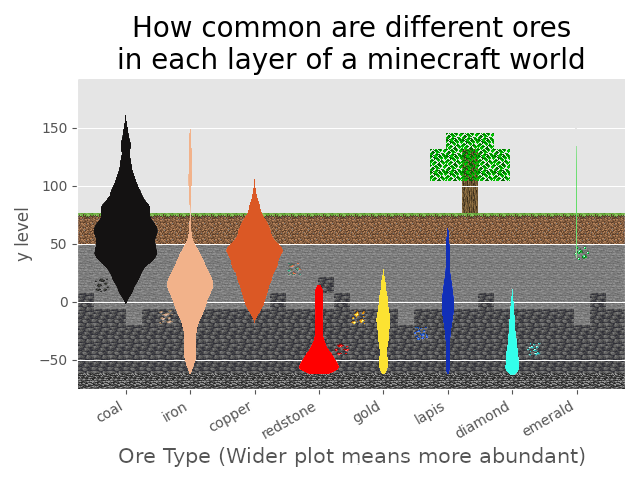 How common are different ores
in each layer of a minecraft world
150
100
50
0
−50
y level
coal
iron
copper
redstone
gold
lapis
diamond
emerald
Ore Type (Wider plot means more abundant)